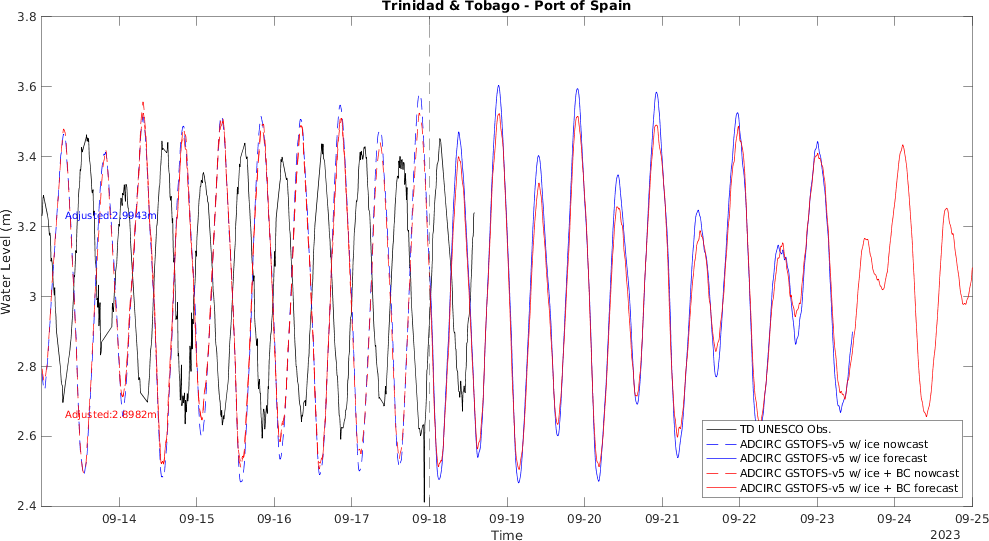 Trinidad & Tobago - Port of Spain
Water Level (m)
3.8
3.6
3.4
3.2
3
2.8
2.6
2.4
Adjusted:2.9943m
Adjusted:2.8982m
TD UNESCO Obs.
ADCIRC GSTOFS-v5 w/ ice nowcast
ADCIRC GSTOFS-v5 w/ ice forecast
ADCIRC GSTOFS-v5 w/ ice + BC nowcast
ADCIRC GSTOFS-v5 w/ ice + BC forecast
09-14 09-15 09-16 09-17 09-18 09-19 09-20 09-21 09-22 09-23 09-24 09-25
Time
2023